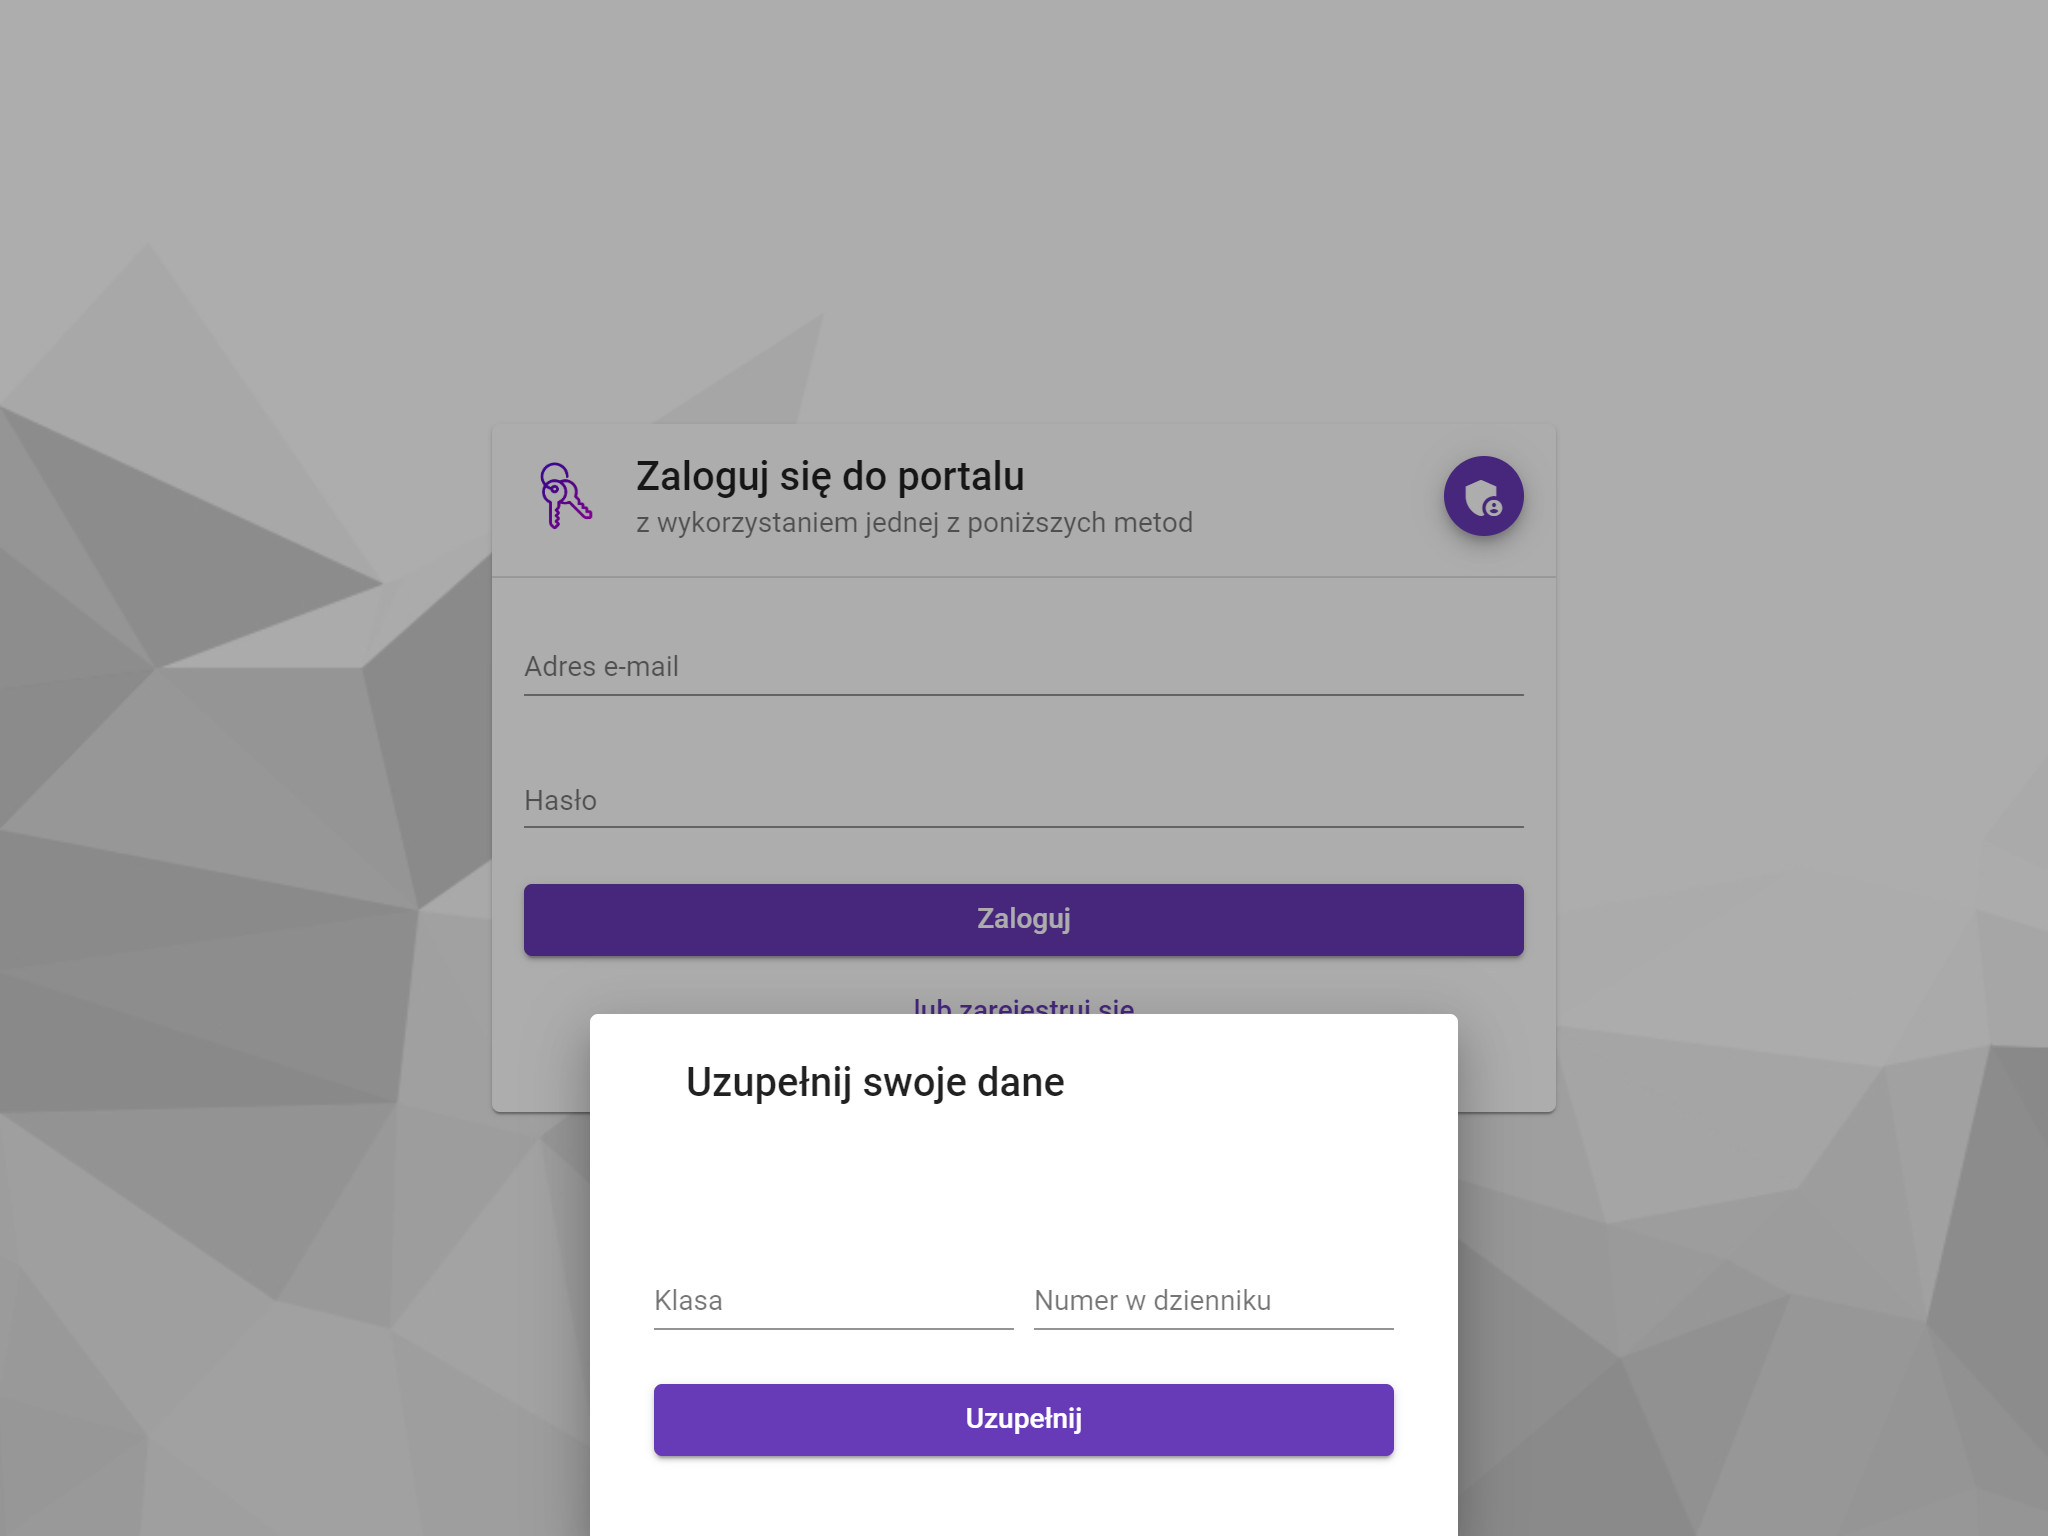 Zaloguj się do portalu
z wykorzystaniem jednej z poniższych metod
Adres e-mail
Hasło
Zaloguj
lub zarejestruj się
Uzupełnij swoje dane
Klasa
Numer w dzienniku
Uzupełnij